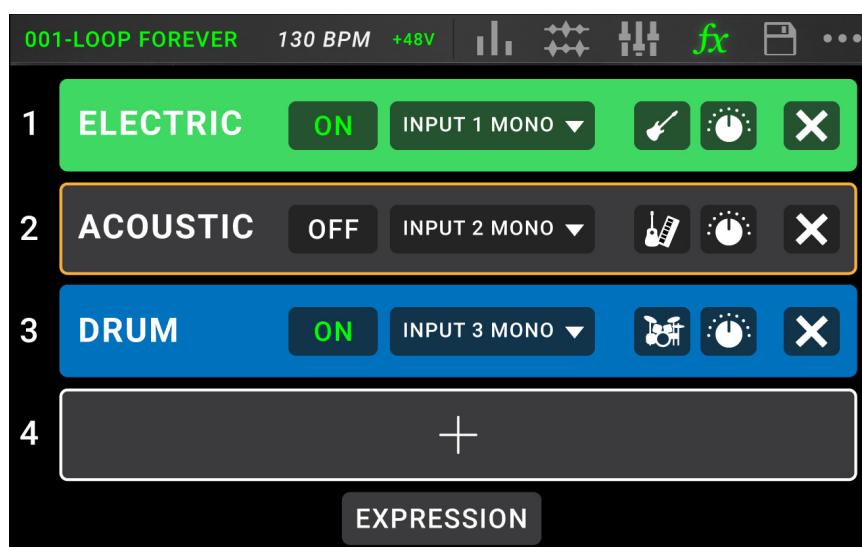 001-LOOP FOREVER 130 BPM +48V fx
1 ELECTRIC ON INPUT 1 MONO
2 ACOUSTIC OFF INPUT 2 MONO
3 DRUM ON INPUT 3 MONO
4
EXPRESSION